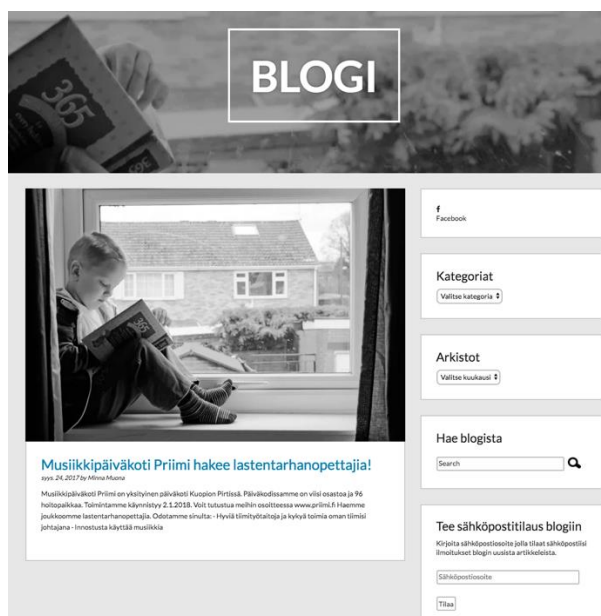 BLOGI
365
365
f
Facebook
Kategoriat
Valitse kategoria
Arkistot
Valitse kuukausi
Hae blogista
Search
Tee sähköpostitilaus blogiin
Kirjoita sähköpostiosoite jolla tilaat sähköpostiisi
ilmoitukset blogin uusista artikkeleista.
Sähköpostiosoite
Tilaa
365
Musiikkipäiväkoti Priimi hakee lastentarhanopettajia!
syys. 24, 2017 by Minna Muona
Musiikkipäiväkoti Priimi on yksityinen päiväkoti Kuopion Pirtissä. Päiväkodissamme on viisi osastoa ja 96
hoitopaikkaa. Toimintamme käynnistyy 2.1.2018. Voit tutustua meihin osoitteessa www.priimi.fi Haemme
joukkoomme lastentarhanopettajia. Odotamme sinulta: - Hyviä tiimityötaitoja ja kykyä toimia oman tiimisi
johtajana - Innostusta käyttää musiikkia